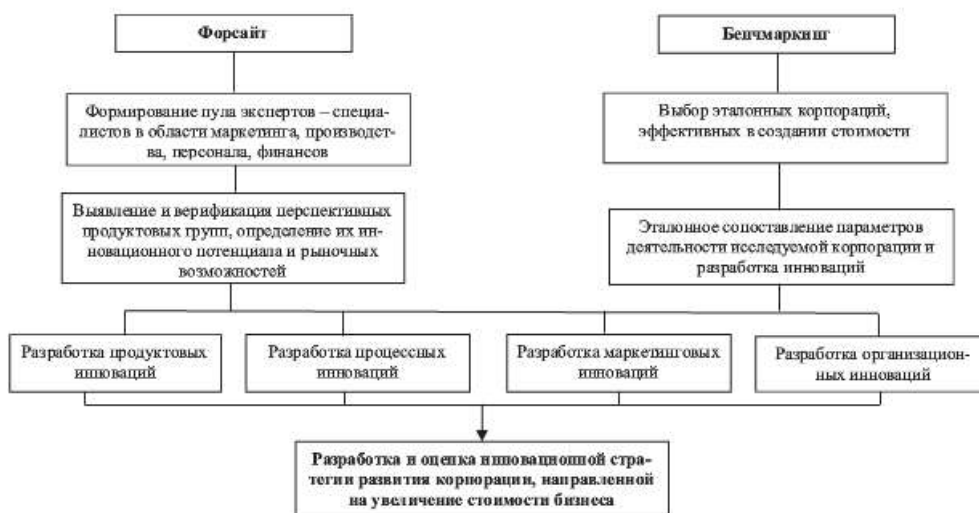 Форсайт
Бенчмаркинг
Формирование пула экспертов – специа-
листов в области маркетинга, производст-
ва, персонала, финансов
Выбор эталонных корпораций,
эффективных в создании стоимости
Выявление и верификация перспективных
продуктовых групп, определение их ин-
новационного потенциала и рыночных
возможностей
Эталонное сопоставление параметров
деятельности исследуемой корпорации и
разработка инноваций
Разработка продуктовых
инноваций
Разработка процессных
инноваций
Разработка маркетинговых
инноваций
Разработка организацион-
ных инноваций
Разработка и оценка инновационной стра-
тегии развития корпорации, направленной
на увеличение стоимости бизнеса